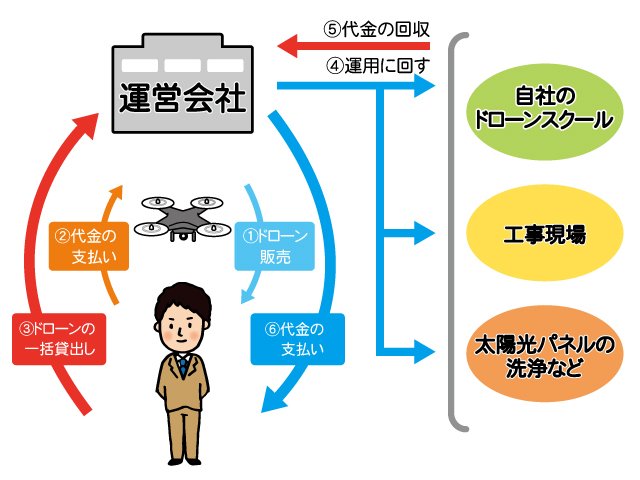 ⑤代金の回収
④運用に回す
運営会社
自社の
ドローンスクール
工事現場
太陽光パネルの
洗浄など
②代金の
支払い
①ドローン
販売
③ドローンの
一括貸出し
⑥代金の
支払い